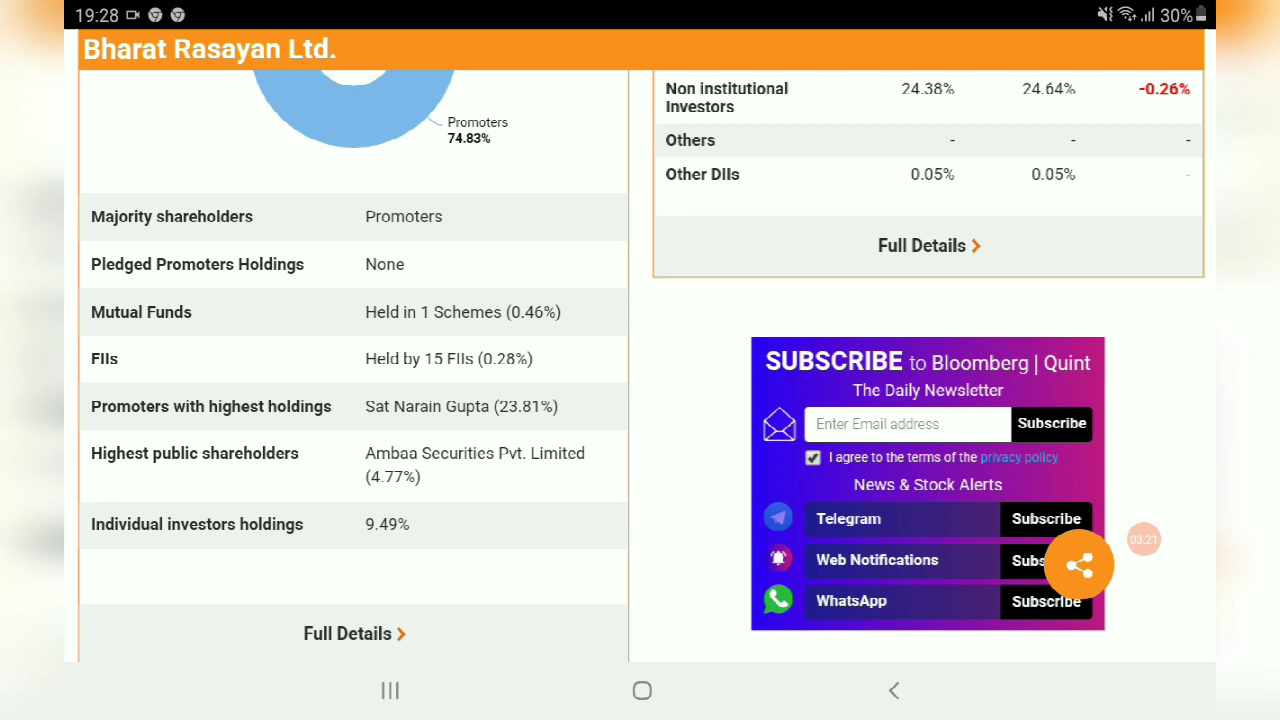 19:28 30%
Bharat Rasayan Ltd.
Promoters
74.83%
Majority shareholders Promoters
Pledged Promoters Holdings None
Mutual Funds Held in 1 Schemes (0.46%)
FIIs Held by 15 FIIs (0.28%)
Promoters with highest holdings Sat Narain Gupta (23.81%)
Highest public shareholders Ambaa Securities Pvt. Limited
(4.77%)
Individual investors holdings 9.49%
Full Details
Non institutional 24.38% 24.64% -0.26%
Investors
Others - - -
Other DIIs 0.05% 0.05% -
Full Details
SUBSCRIBE to Bloomberg | Quint
The Daily Newsletter
Enter Email address Subscribe
I agree to the terms of the privacy policy
News & Stock Alerts
Telegram Subscribe
Web Notifications Subs
WhatsApp Subscribe
03:21